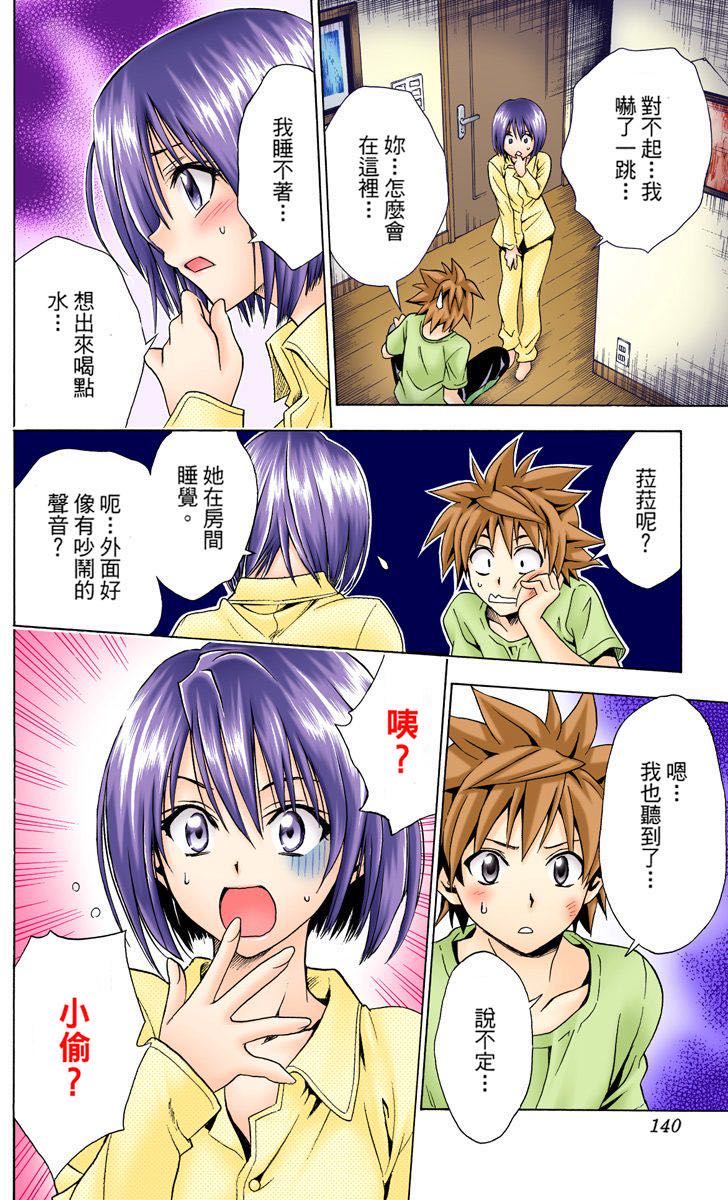 對不起…我
嚇了一跳…
妳…怎麼會
在這裡…
我睡不著…
想出來喝點
水…
菈菈呢?
她在房間
睡覺。
呃…外面好
像有吵鬧的
聲音?
嗯…
我也聽到了…
說不定…
咦?
小偷?
140